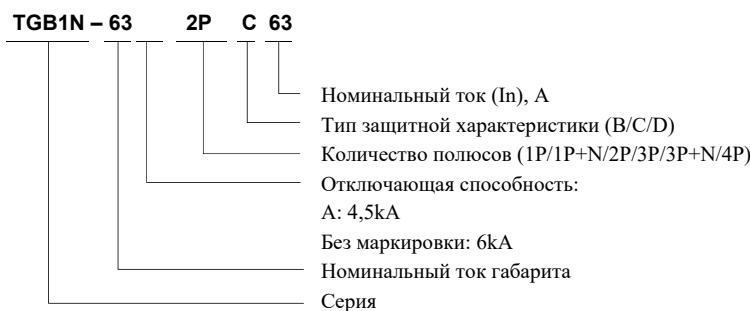 TGB1N – 63 2P C 63
Номинальный ток (In), А
Тип защитной характеристики (B/C/D)
Количество полюсов (1P/1P+N/2P/3P/3P+N/4P)
Отключающая способность:
А: 4,5kA
Без маркировки: 6kA
Номинальный ток габарита
Серия